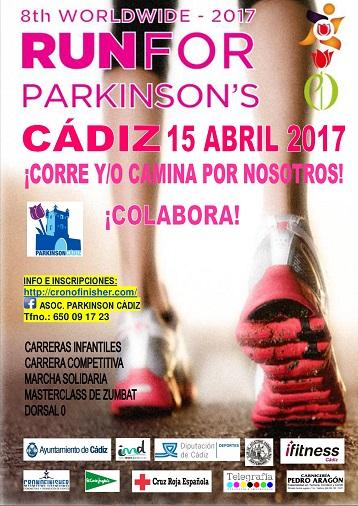 8th WORLDWIDE - 2017
RUNFOR
PARKINSON'S
CÁDIZ 15 ABRIL 2017
¡CORRE Y/O CAMINA POR NOSOTROS!
¡COLABORA!
PARKINSON CÁDIZ
INFO E INSCRIPCIONES:
http://cronofinisher.com/
ASOC. PARKINSON CÁDIZ
Tfno.: 650 09 17 23
CARRERAS INFANTILES
CARRERA COMPETITIVA
MARCHA SOLIDARIA
MASTERCLASS DE ZUMBAT
DORSAL 0
Ayuntamiento de Cádiz
imd
Diputación de Cádiz
DEPORTES
ifitness
Cádiz
CRONOFINISHER
El Corte Inglés
Cruz Roja Española
Telegrafía
CARNICERÍA
PEDRO ARAGÓN